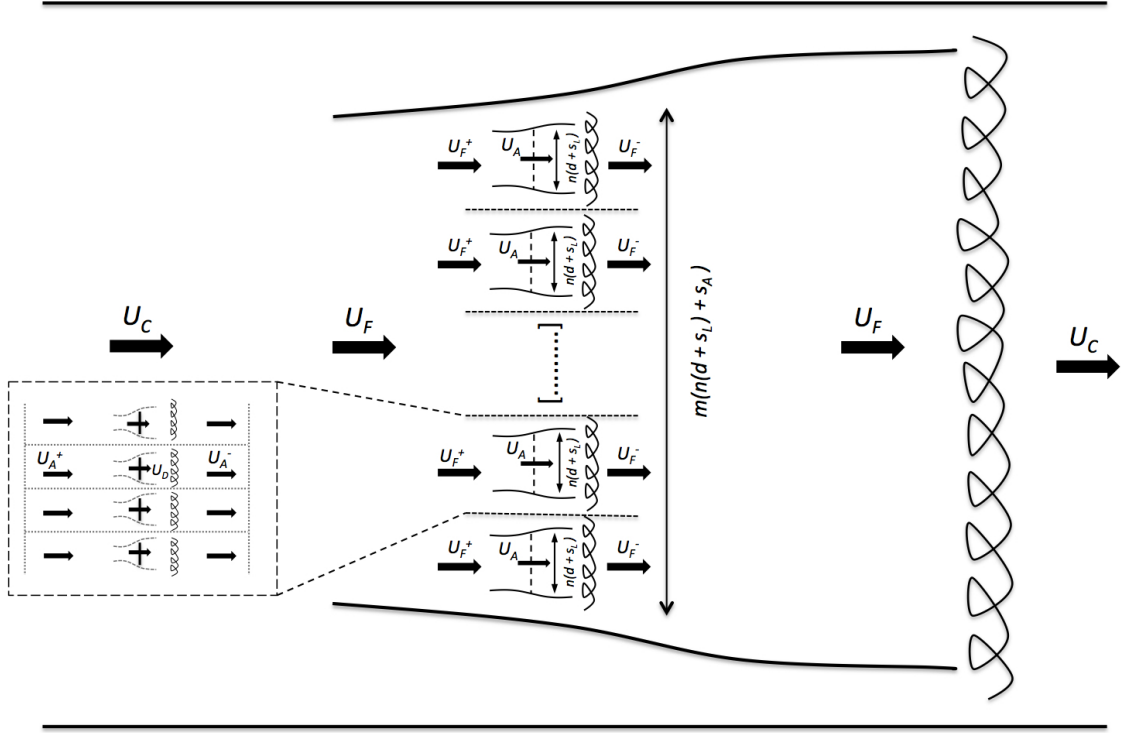 U_F^+ U_A n(d + s_L) U_F^-
U_F^+ U_A n(d + s_L) U_F^-
m(n(d + s_L) + s_A)
U_C U_F [........] U_F U_C
U_F^+ U_A n(d + s_L) U_F^-
U_A^+ U_D U_A^-
U_F^+ U_A n(d + s_L) U_F^-